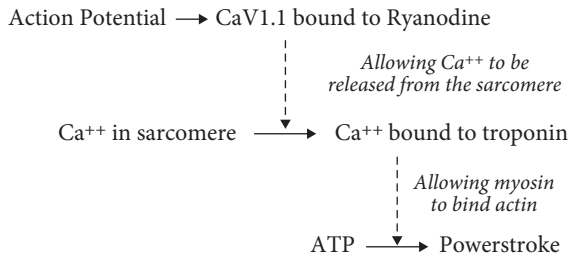 Action Potential → CaV1.1 bound to Ryanodine
Allowing Ca⁺⁺ to be
released from the sarcomere
Ca⁺⁺ in sarcomere → Ca⁺⁺ bound to troponin
Allowing myosin
to bind actin
ATP → Powerstroke